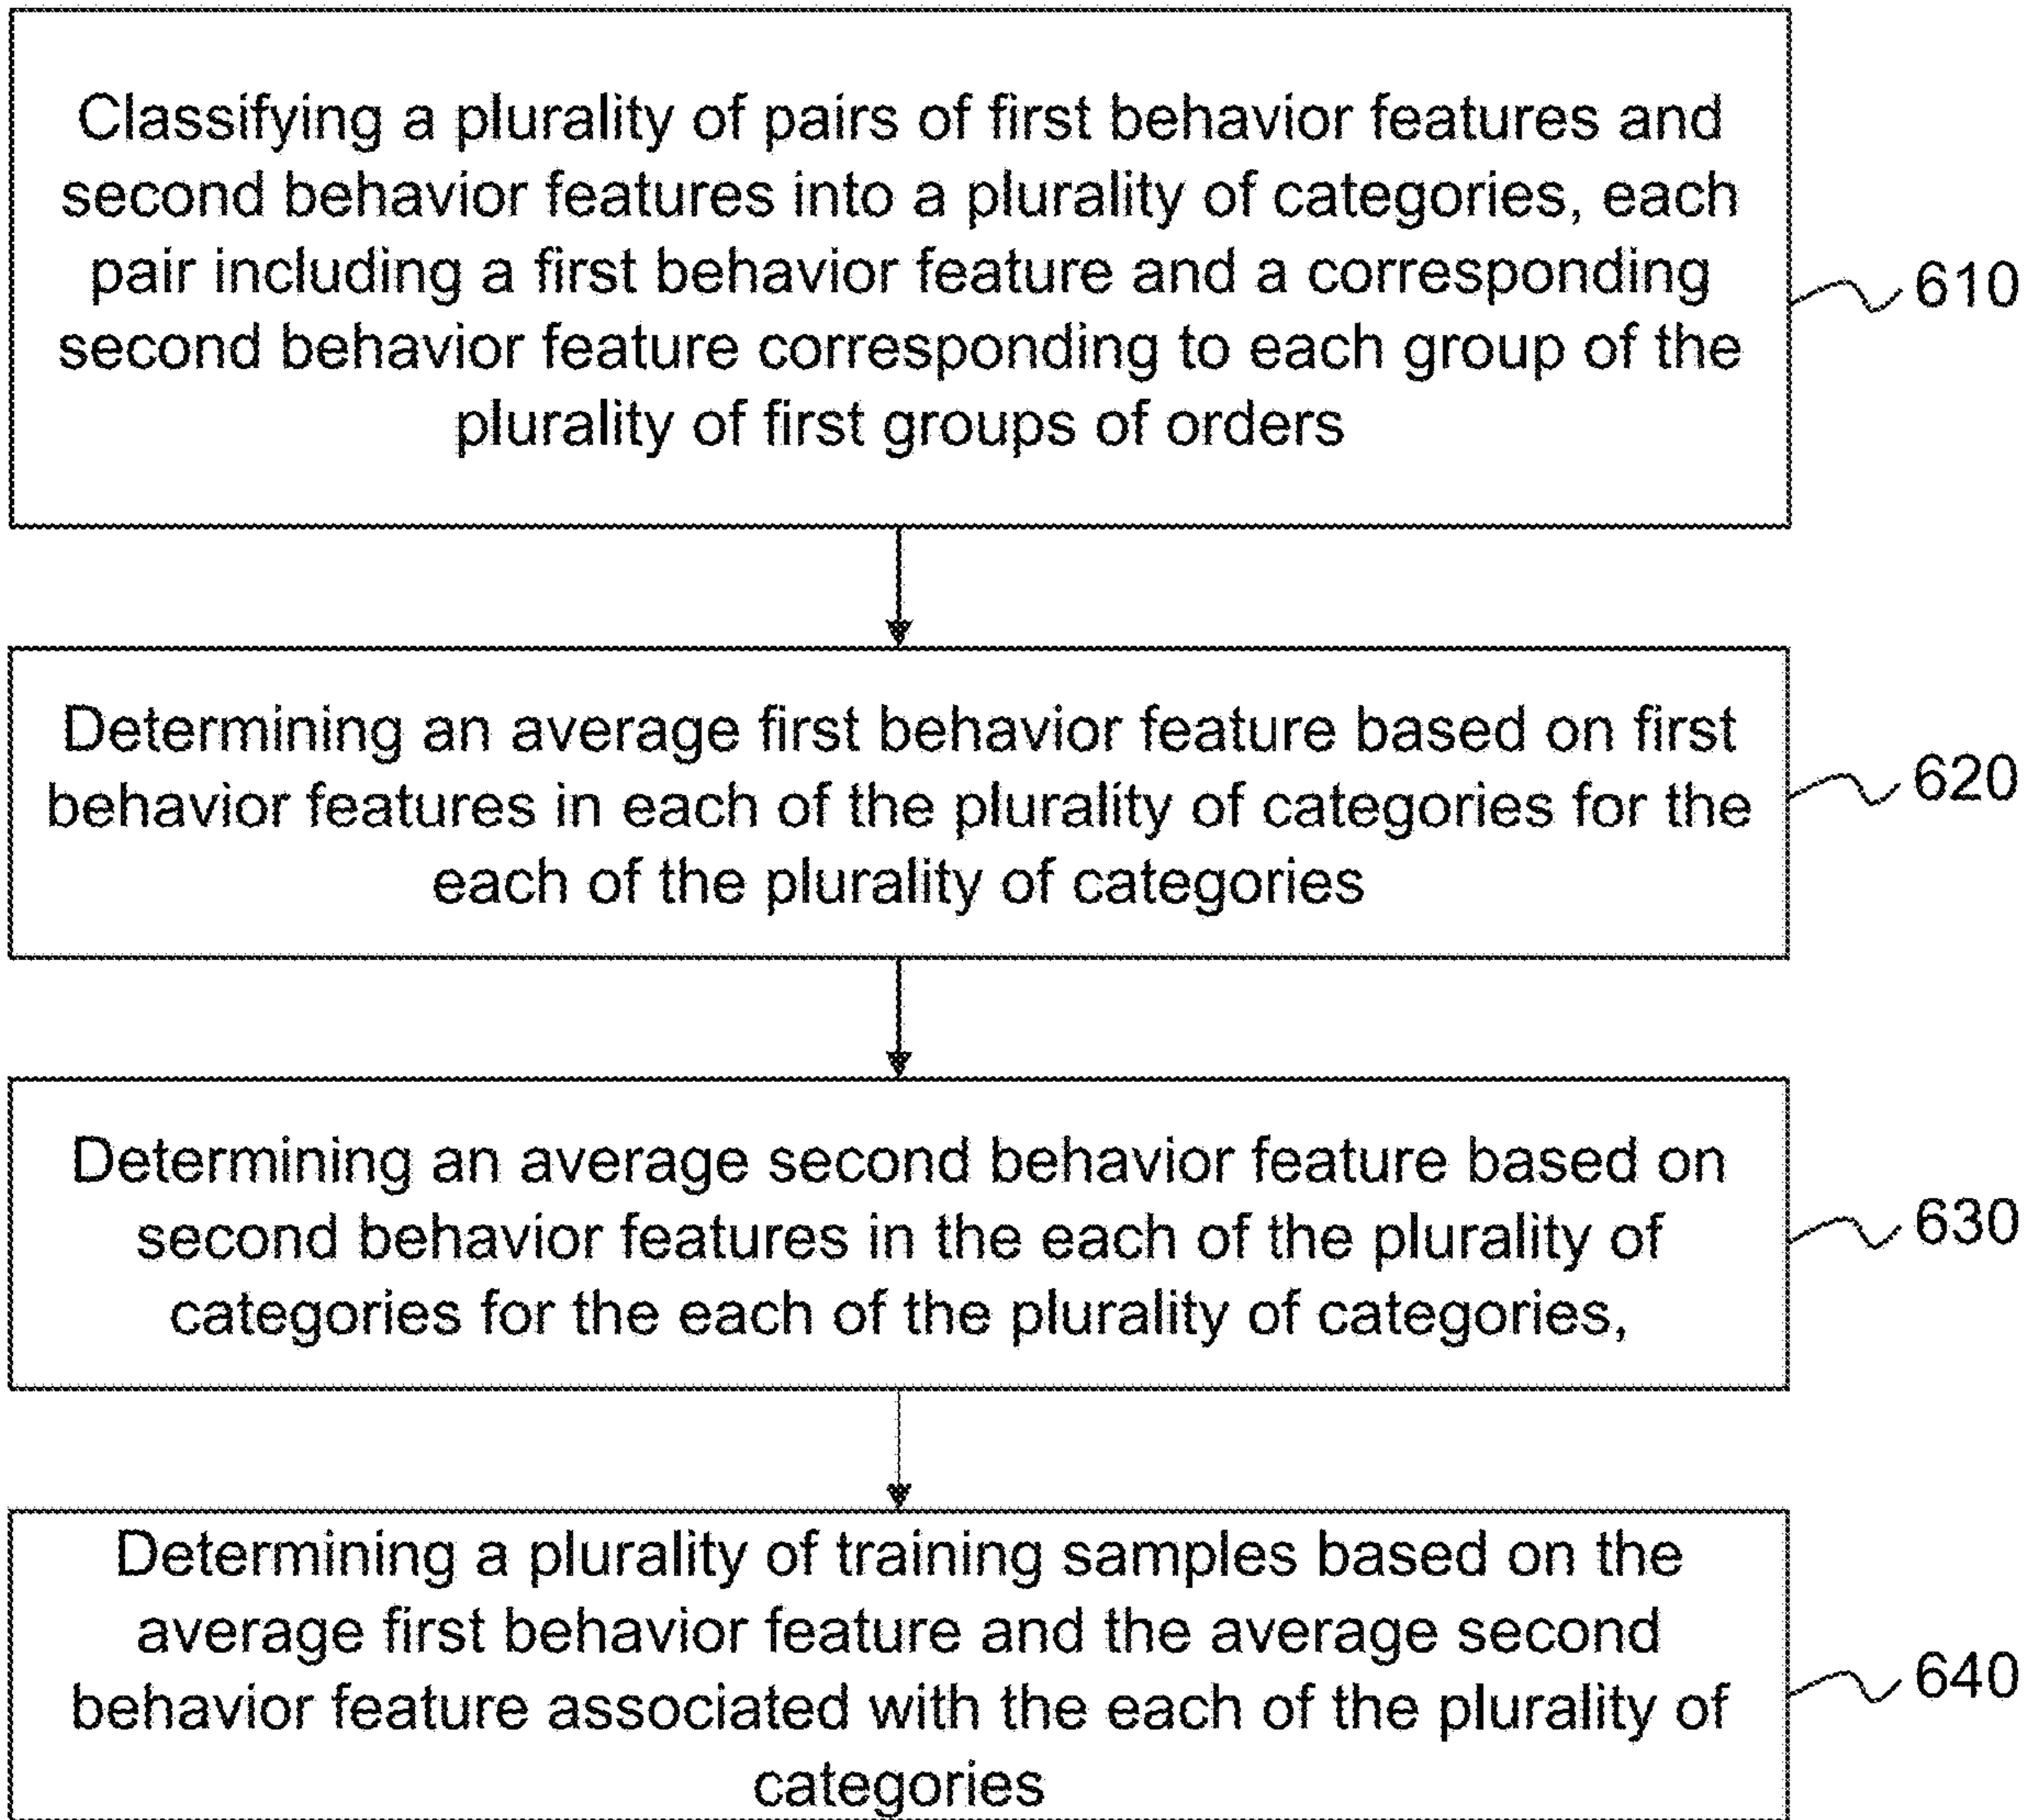 Classifying a plurality of pairs of first behavior features and
second behavior features into a plurality of categories, each
pair including a first behavior feature and a corresponding
second behavior feature corresponding to each group of the
plurality of first groups of orders
610
Determining an average first behavior feature based on first
behavior features in each of the plurality of categories for the
each of the plurality of categories
620
Determining an average second behavior feature based on
second behavior features in the each of the plurality of
categories for the each of the plurality of categories,
630
Determining a plurality of training samples based on the
average first behavior feature and the average second
behavior feature associated with the each of the plurality of
categories
640